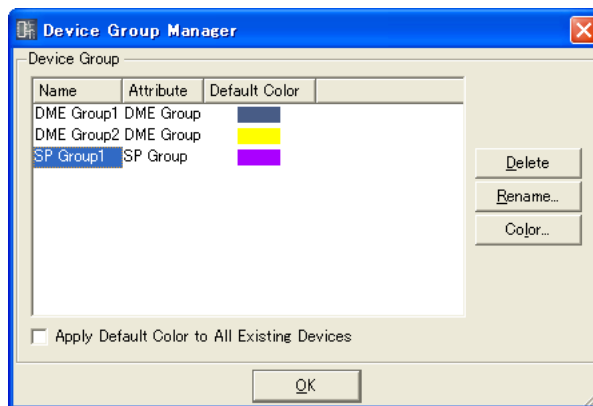 Device Group Manager
Device Group
Name Attribute Default Color
DME Group1 DME Group
DME Group2 DME Group
SP Group1 SP Group
Delete
Rename...
Color...
Apply Default Color to All Existing Devices
OK